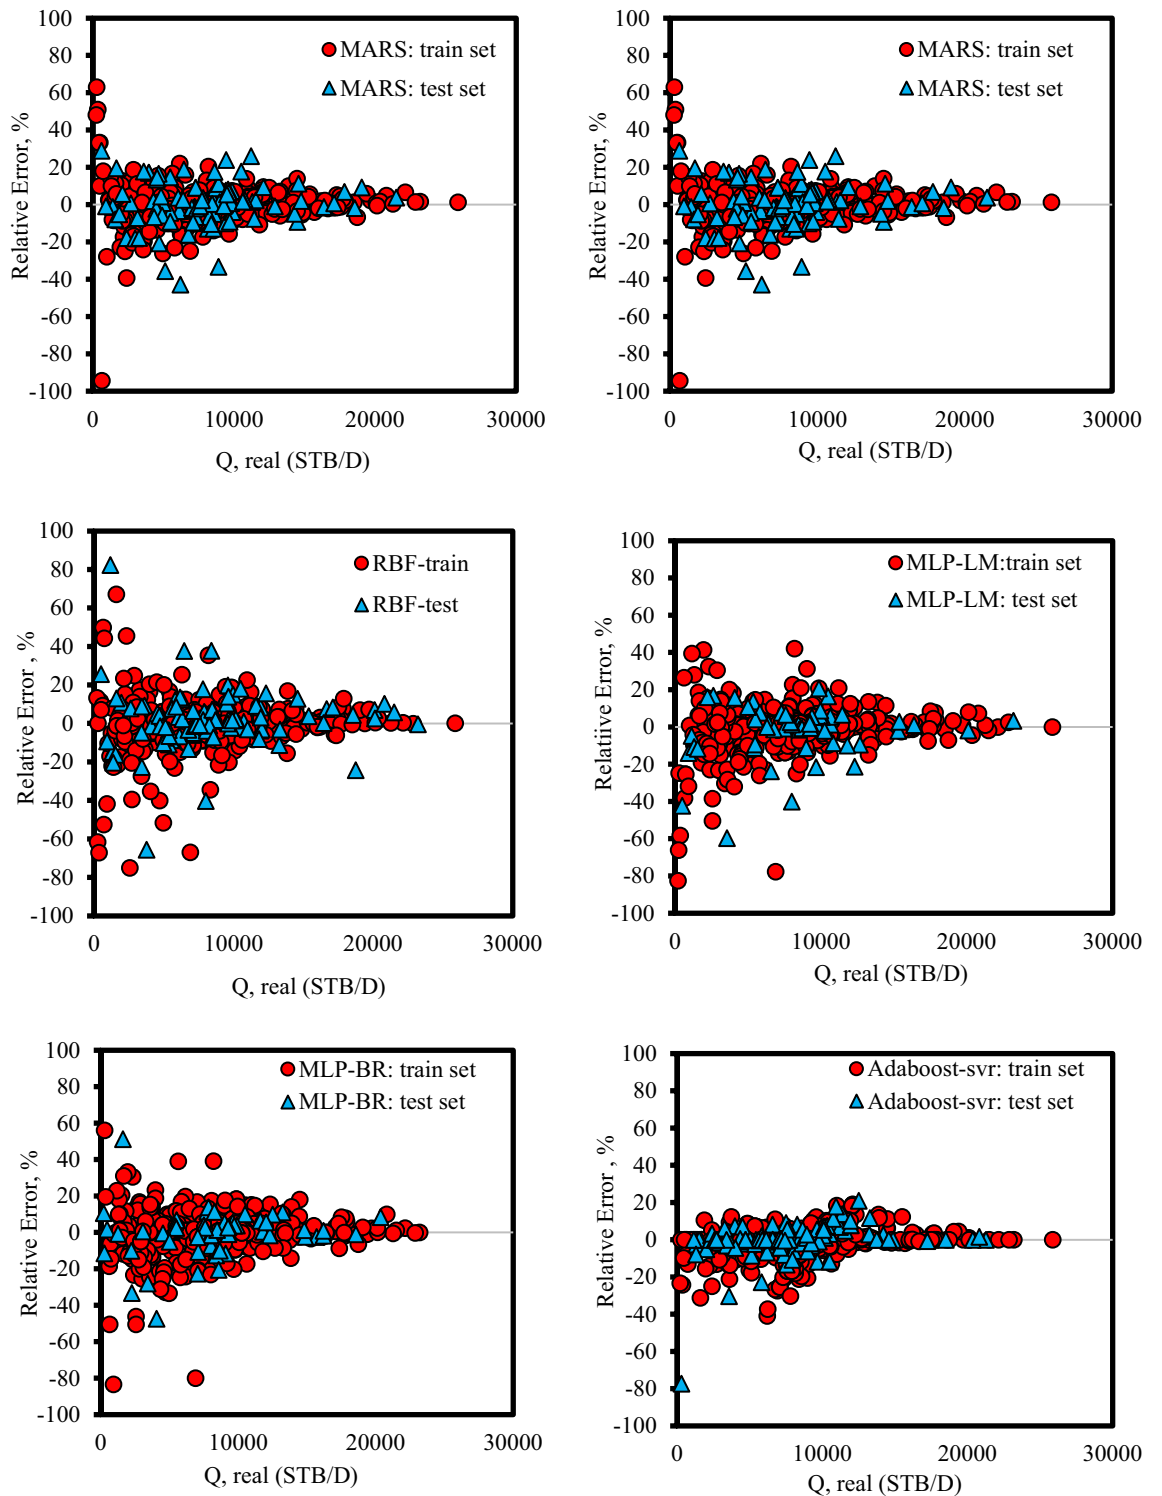 100
80
60
40
20
0
-20
-40
-60
-80
-100
Relative Error, %
MARS: train set
MARS: test set
0 10000 20000 30000
Q, real (STB/D)
100
80
60
40
20
0
-20
-40
-60
-80
-100
Relative Error, %
MARS: train set
MARS: test set
0 10000 20000 30000
Q, real (STB/D)
100
80
60
40
20
0
-20
-40
-60
-80
-100
Relative Error , %
RBF-train
RBF-test
0 10000 20000 30000
Q, real (STB/D)
100
80
60
40
20
0
-20
-40
-60
-80
-100
Relatiive Error, %
MLP-LM:train set
MLP-LM: test set
0 10000 20000 30000
Q, real (STB/D)
100
80
60
40
20
0
-20
-40
-60
-80
-100
Relative Error, %
MLP-BR: train set
MLP-BR: test set
0 10000 20000 30000
Q, real (STB/D)
100
80
60
40
20
0
-20
-40
-60
-80
-100
Relative Error , %
Adaboost-svr: train set
Adaboost-svr: test set
0 10000 20000 30000
Q, real (STB/D)